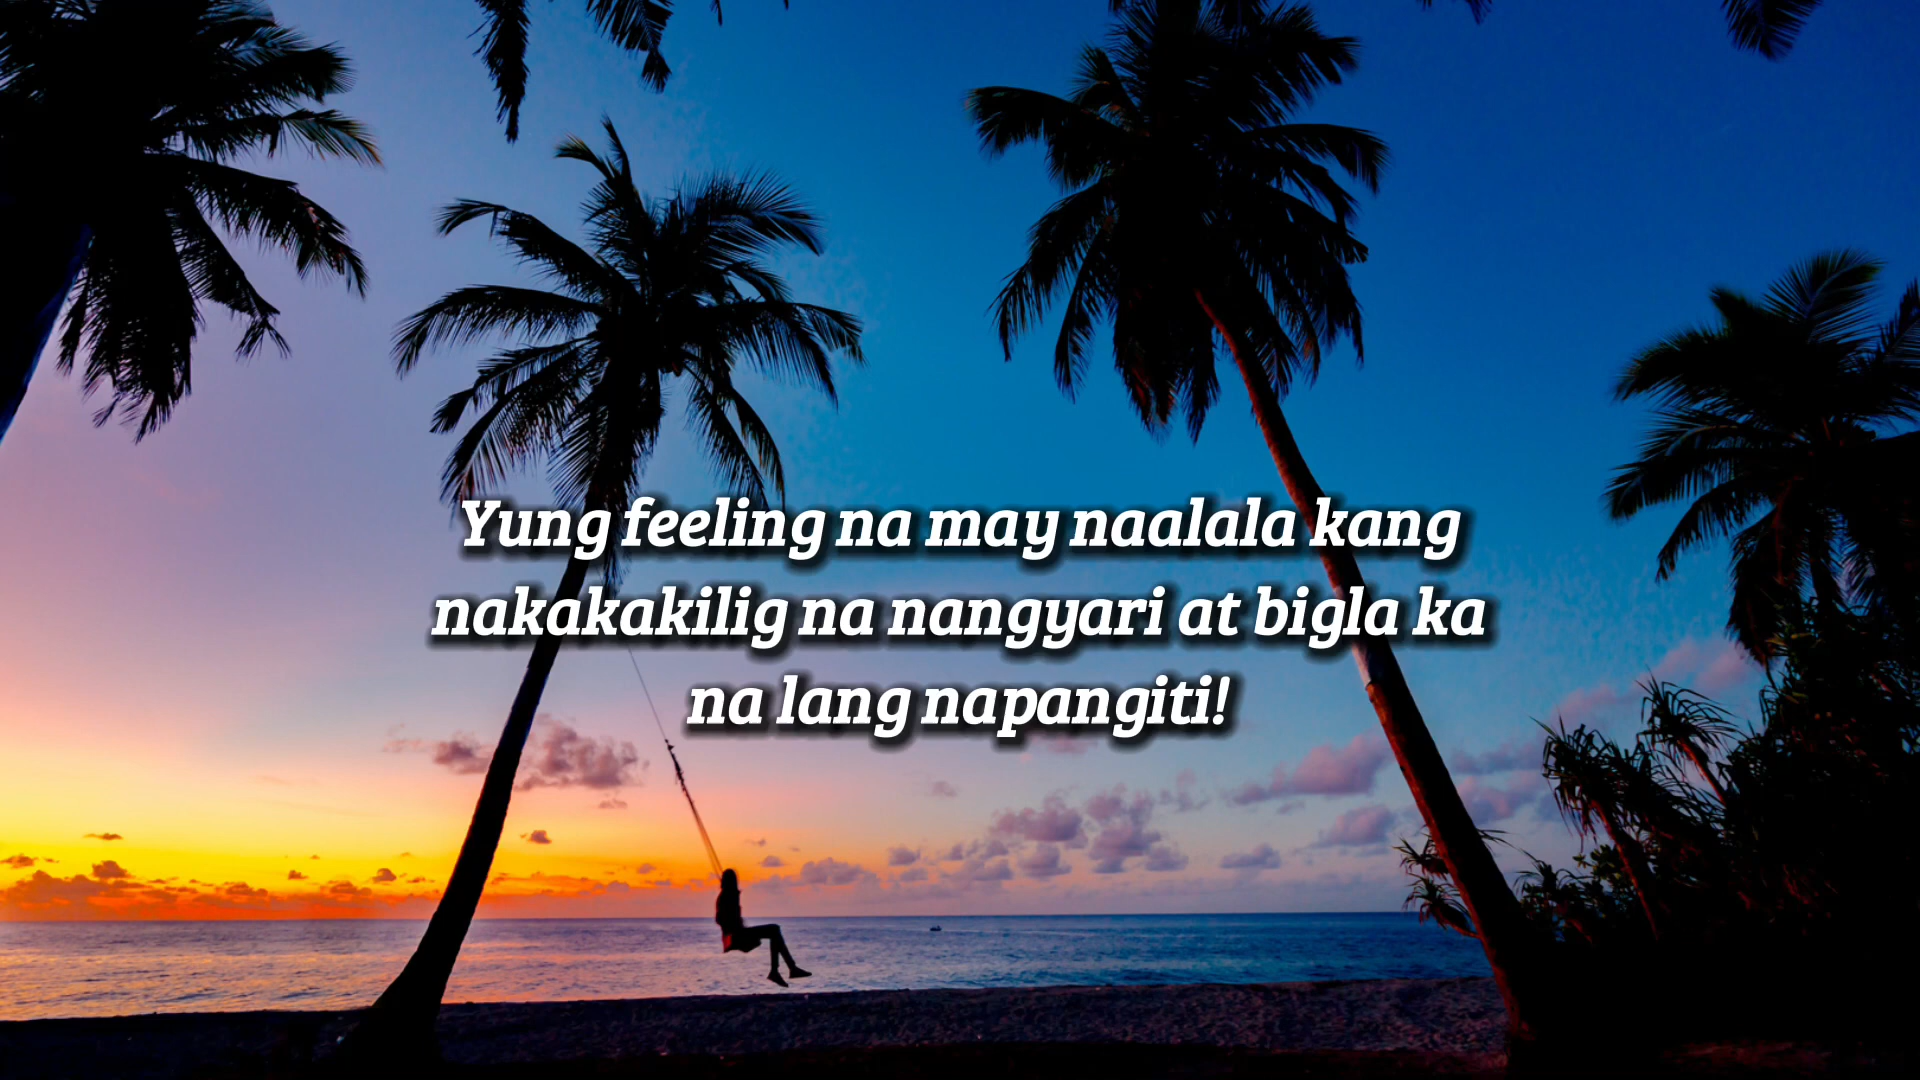 Yung feeling na may naalala kang
nakakakilig na nangyari at bigla ka
na lang napangiti!